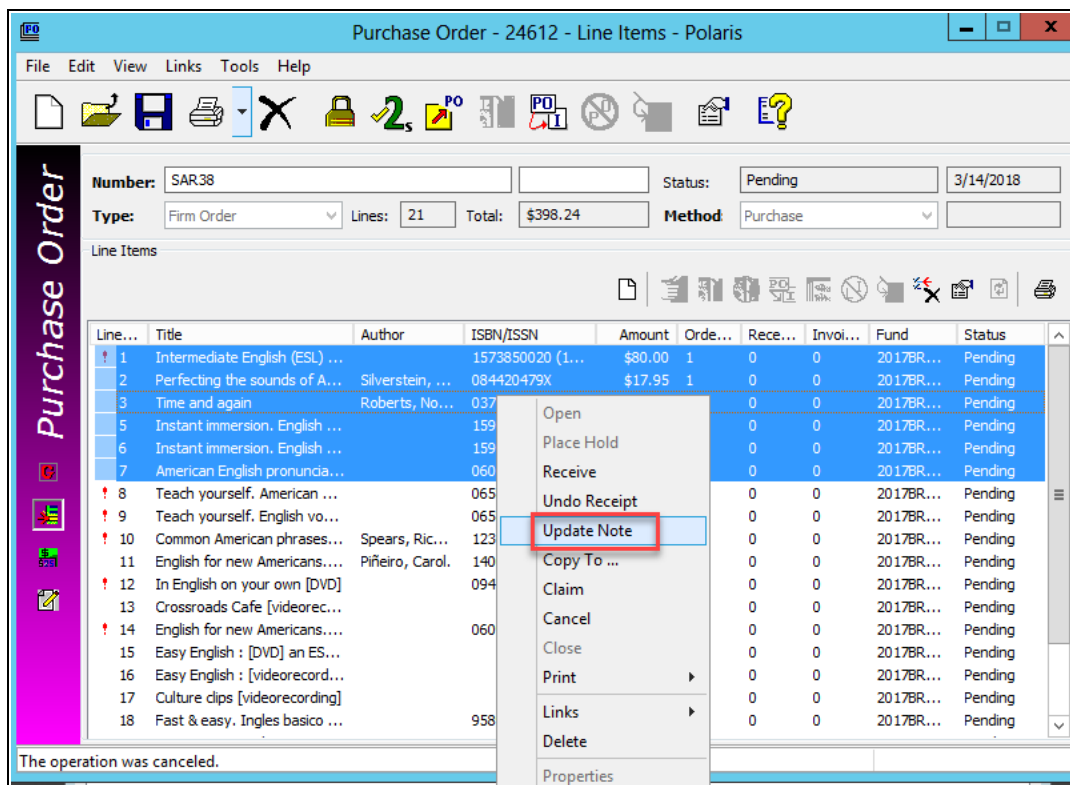 Purchase Order - 24612 - Line Items - Polaris
File Edit View Links Tools Help
Purchase Order
Number: SAR38 Status: Pending 3/14/2018
Type: Firm Order Lines: 21 Total: $398.24 Method: Purchase
Line Items
Line... Title Author ISBN/ISSN Amount Orde... Rece... Invoi... Fund Status
1 Intermediate English (ESL) ... 1573850020 (1... $80.00 1 0 0 2017BR... Pending
2 Perfecting the sounds of A... Silverstein, ... 084420479X $17.95 1 0 0 2017BR... Pending
3 Time and again Roberts, No... 037 0 0 2017BR... Pending
5 Instant immersion. English ... 159 0 0 2017BR... Pending
6 Instant immersion. English ... 159 0 0 2017BR... Pending
7 American English pronuncia... 060 0 0 2017BR... Pending
8 Teach yourself. American ... 065 0 0 2017BR... Pending
9 Teach yourself. English vo... 065 0 0 2017BR... Pending
10 Common American phrases... Spears, Ric... 123 0 0 2017BR... Pending
11 English for new Americans.... Piñeiro, Carol. 140 0 0 2017BR... Pending
12 In English on your own [DVD] 094 0 0 2017BR... Pending
13 Crossroads Cafe [videorec... 0 0 2017BR... Pending
14 English for new Americans.... 060 0 0 2017BR... Pending
15 Easy English : [DVD] an ES... 0 0 2017BR... Pending
16 Easy English : [videorecord... 0 0 2017BR... Pending
17 Culture clips [videorecording] 0 0 2017BR... Pending
18 Fast & easy. Ingles basico ... 958 0 0 2017BR... Pending
Open
Place Hold
Receive
Undo Receipt
Update Note
Copy To ...
Claim
Cancel
Close
Print
Links
Delete
Properties
The operation was canceled.